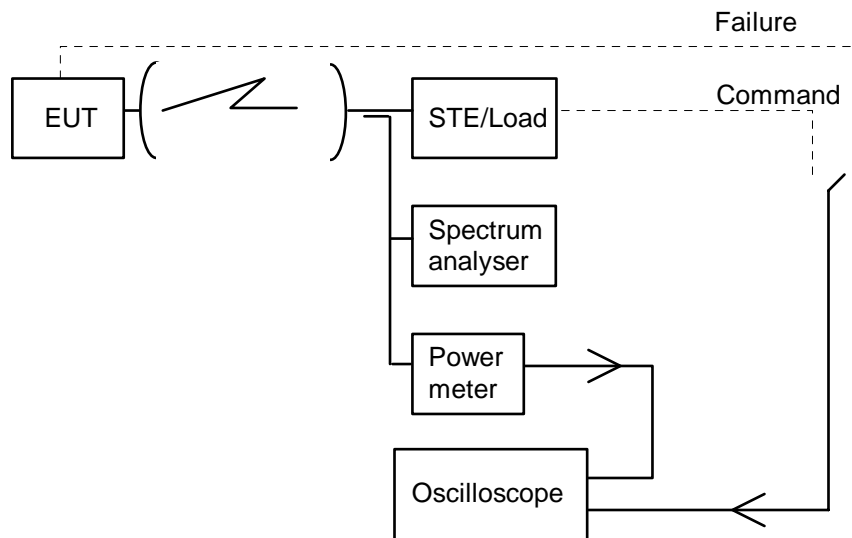 Failure
Command
EUT
STE/Load
Spectrum
analyser
Power
meter
Oscilloscope